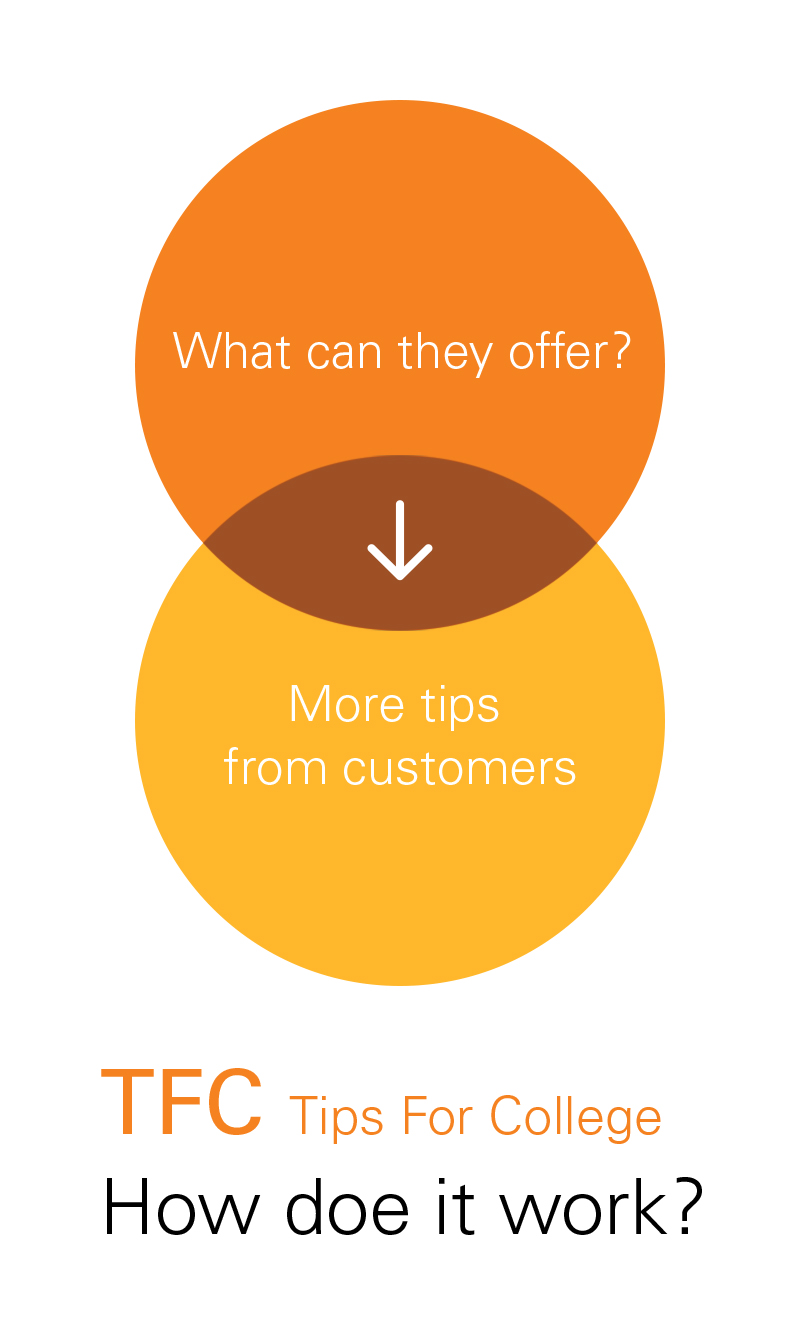 What can they offer?
More tips
from customers
TFC Tips For College
How doe it work?